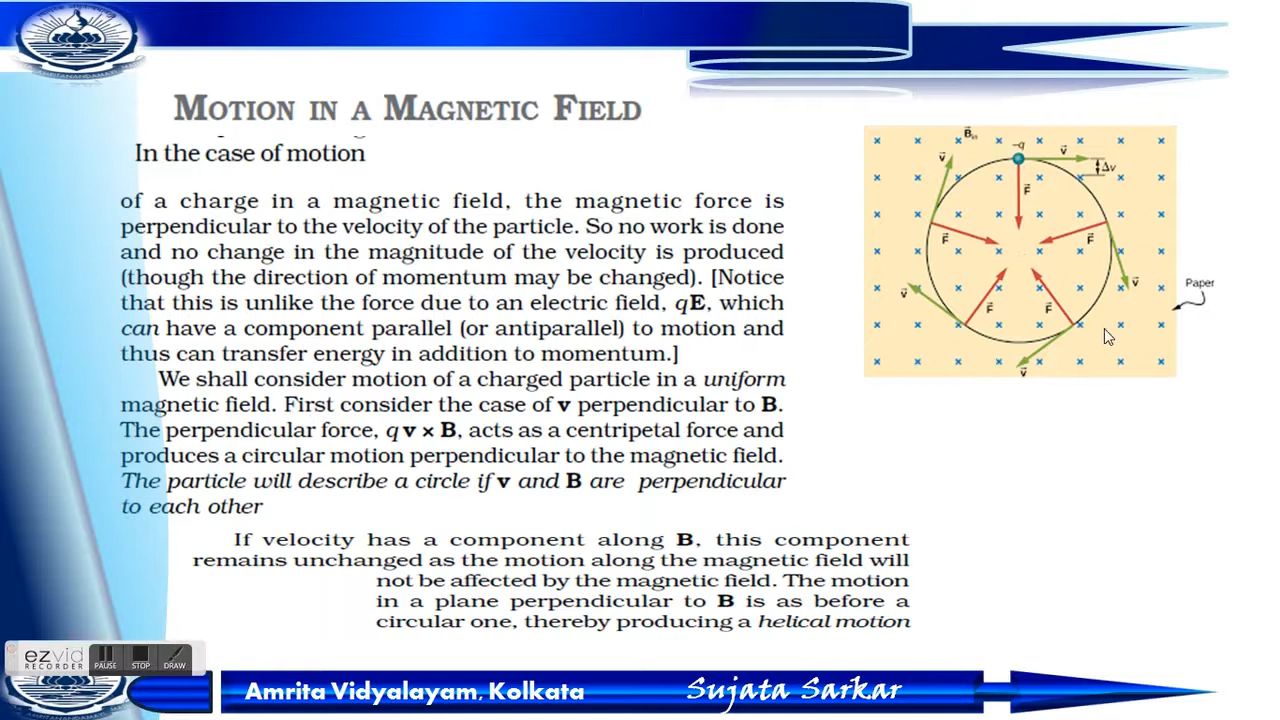 MOTION IN A MAGNETIC FIELD
In the case of motion
of a charge in a magnetic field, the magnetic force is
perpendicular to the velocity of the particle. So no work is done
and no change in the magnitude of the velocity is produced
(though the direction of momentum may be changed). [Notice
that this is unlike the force due to an electric field, qE, which
can have a component parallel (or antiparallel) to motion and
thus can transfer energy in addition to momentum.]
We shall consider motion of a charged particle in a uniform
magnetic field. First consider the case of v perpendicular to B.
The perpendicular force, q v × B, acts as a centripetal force and
produces a circular motion perpendicular to the magnetic field.
The particle will describe a circle if v and B are perpendicular
to each other
If velocity has a component along B, this component
remains unchanged as the motion along the magnetic field will
not be affected by the magnetic field. The motion
in a plane perpendicular to B is as before a
circular one, thereby producing a helical motion
-q
v
v
Δv
F
F
F
v
Paper
v
F
F
v
ezvid
RECORDER
PAUSE
STOP
DRAW
Amrita Vidyalayam, Kolkata
Sujata Sarkar